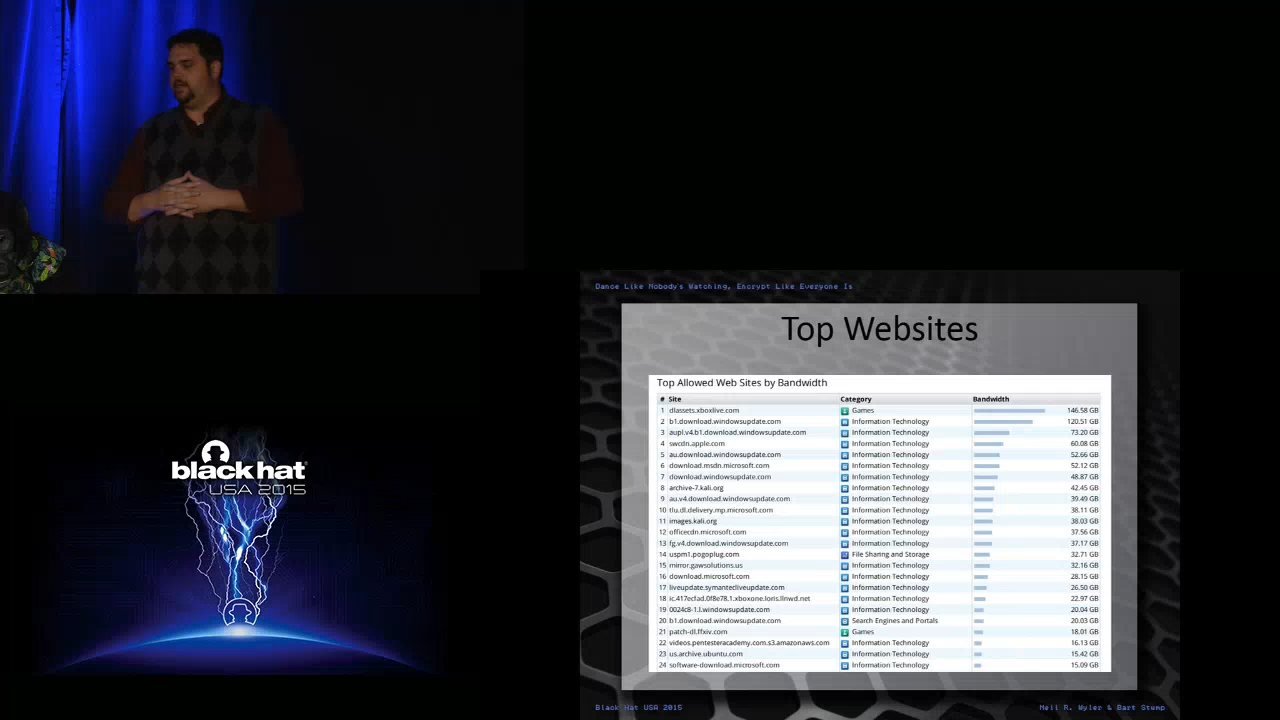 Dance Like Nobody's Watching, Encrypt Like Everyone Is
Top Websites
Top Allowed Web Sites by Bandwidth
# Site Category Bandwidth
1 dlassets.xboxlive.com Games 146.58 GB
2 b1.download.windowsupdate.com Information Technology 120.51 GB
3 aupl.v4.b1.download.windowsupdate.com Information Technology 73.20 GB
4 swcdn.apple.com Information Technology 60.08 GB
5 au.download.windowsupdate.com Information Technology 52.66 GB
6 download.msdn.microsoft.com Information Technology 52.12 GB
7 download.windowsupdate.com Information Technology 48.87 GB
8 archive-7.kali.org Information Technology 42.45 GB
9 au.v4.download.windowsupdate.com Information Technology 39.49 GB
10 tlu.dl.delivery.mp.microsoft.com Information Technology 38.11 GB
11 images.kali.org Information Technology 38.03 GB
12 officecdn.microsoft.com Information Technology 37.56 GB
13 fg.v4.download.windowsupdate.com Information Technology 37.17 GB
14 uspm1.pogoplug.com File Sharing and Storage 32.71 GB
15 mirror.gawsolutions.us Information Technology 32.16 GB
16 download.microsoft.com Information Technology 28.15 GB
17 liveupdate.symantecliveupdate.com Information Technology 26.50 GB
18 ic.417ecfad.0f8e78.1.xboxone.loris.llnwd.net Information Technology 22.97 GB
19 0024c8-1.l.windowsupdate.com Information Technology 20.04 GB
20 b1.download.windowsupdate.com Search Engines and Portals 20.03 GB
21 patch-dl.ffxiv.com Games 18.01 GB
22 videos.pentesteracademy.com.s3.amazonaws.com Information Technology 16.13 GB
23 us.archive.ubuntu.com Information Technology 15.42 GB
24 software-download.microsoft.com Information Technology 15.09 GB
black hat
USA 2015
Black Hat USA 2015
Neil R. Wyler & Bart Stump